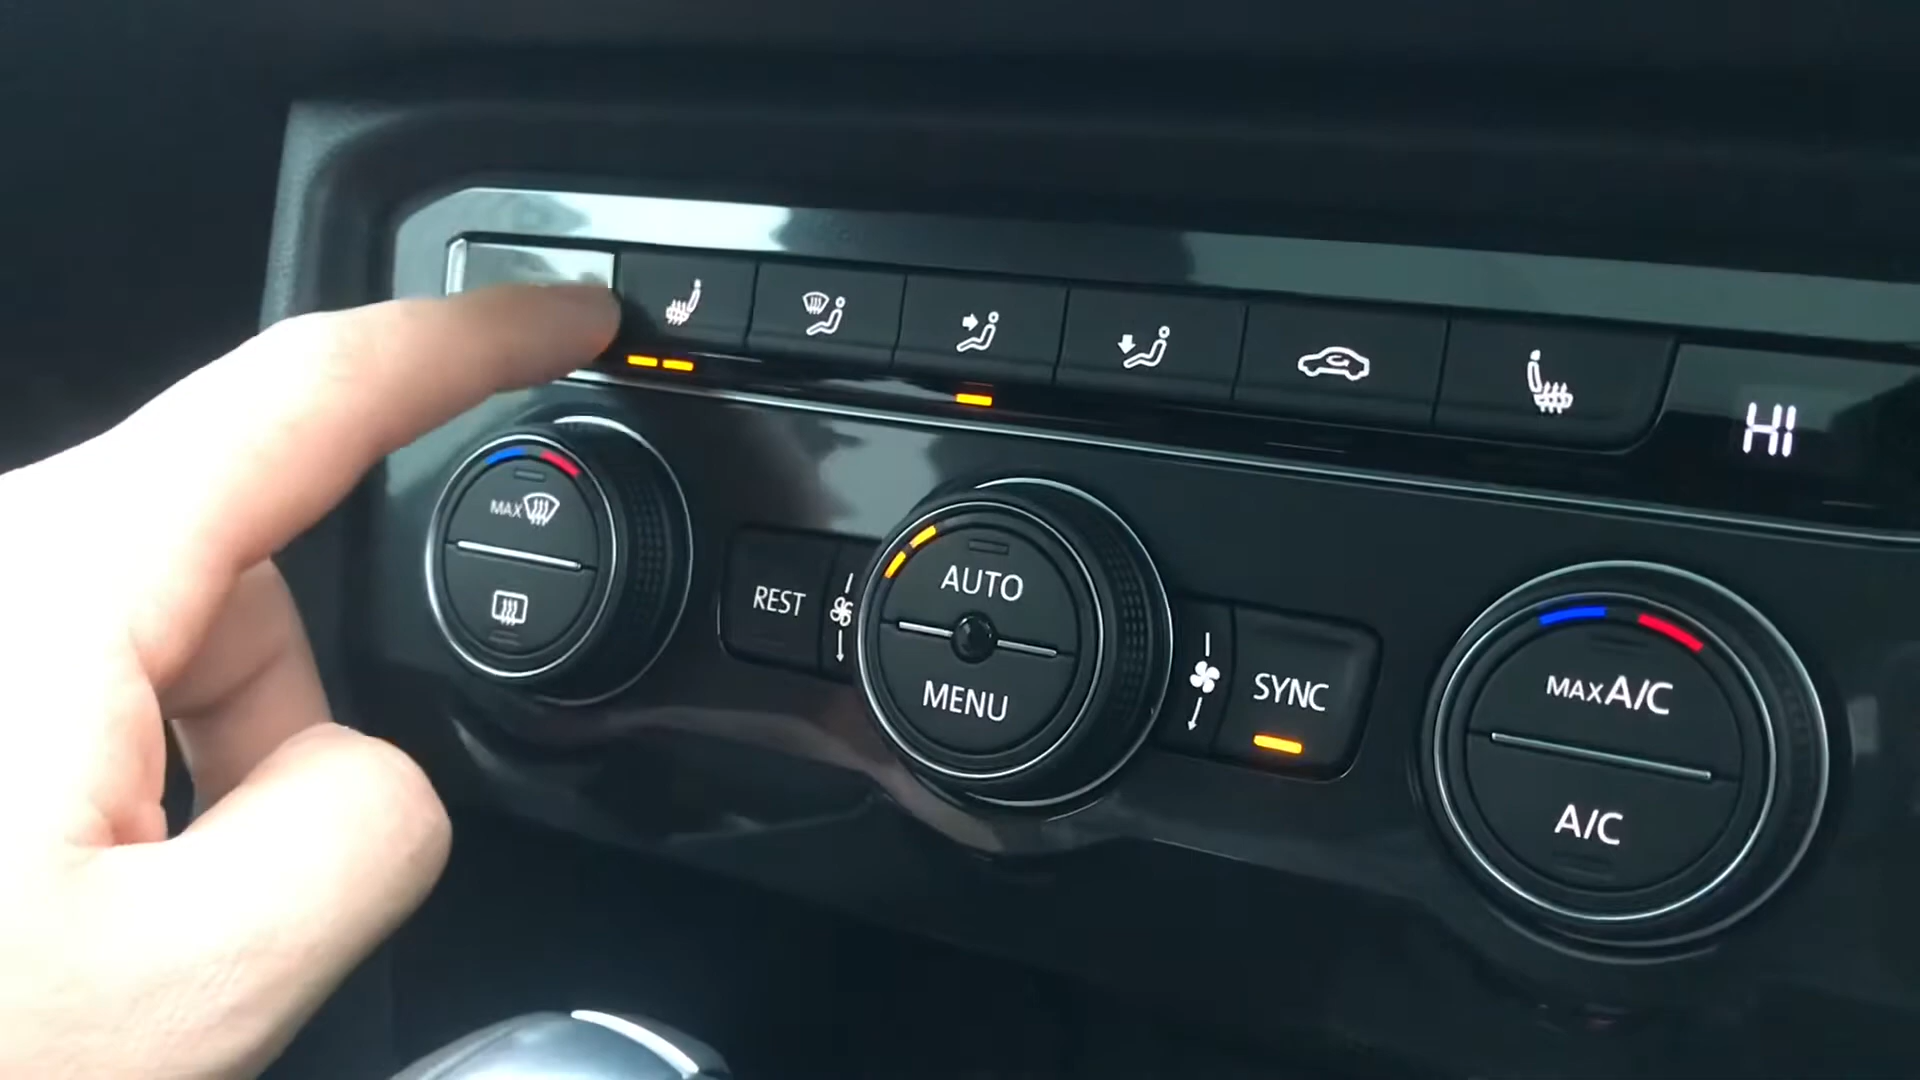 HI
MAX
REST
AUTO
MENU
SYNC
MAX A/C
A/C